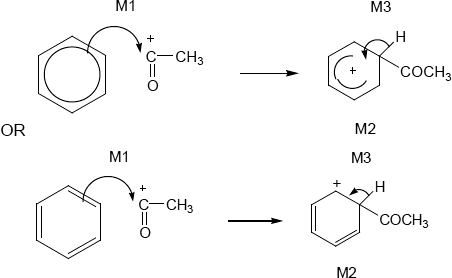 M1 M3
+ H
C CH3 +
O COCH3
OR M2
M1 M3
+ + H
C CH3
O COCH3
M2